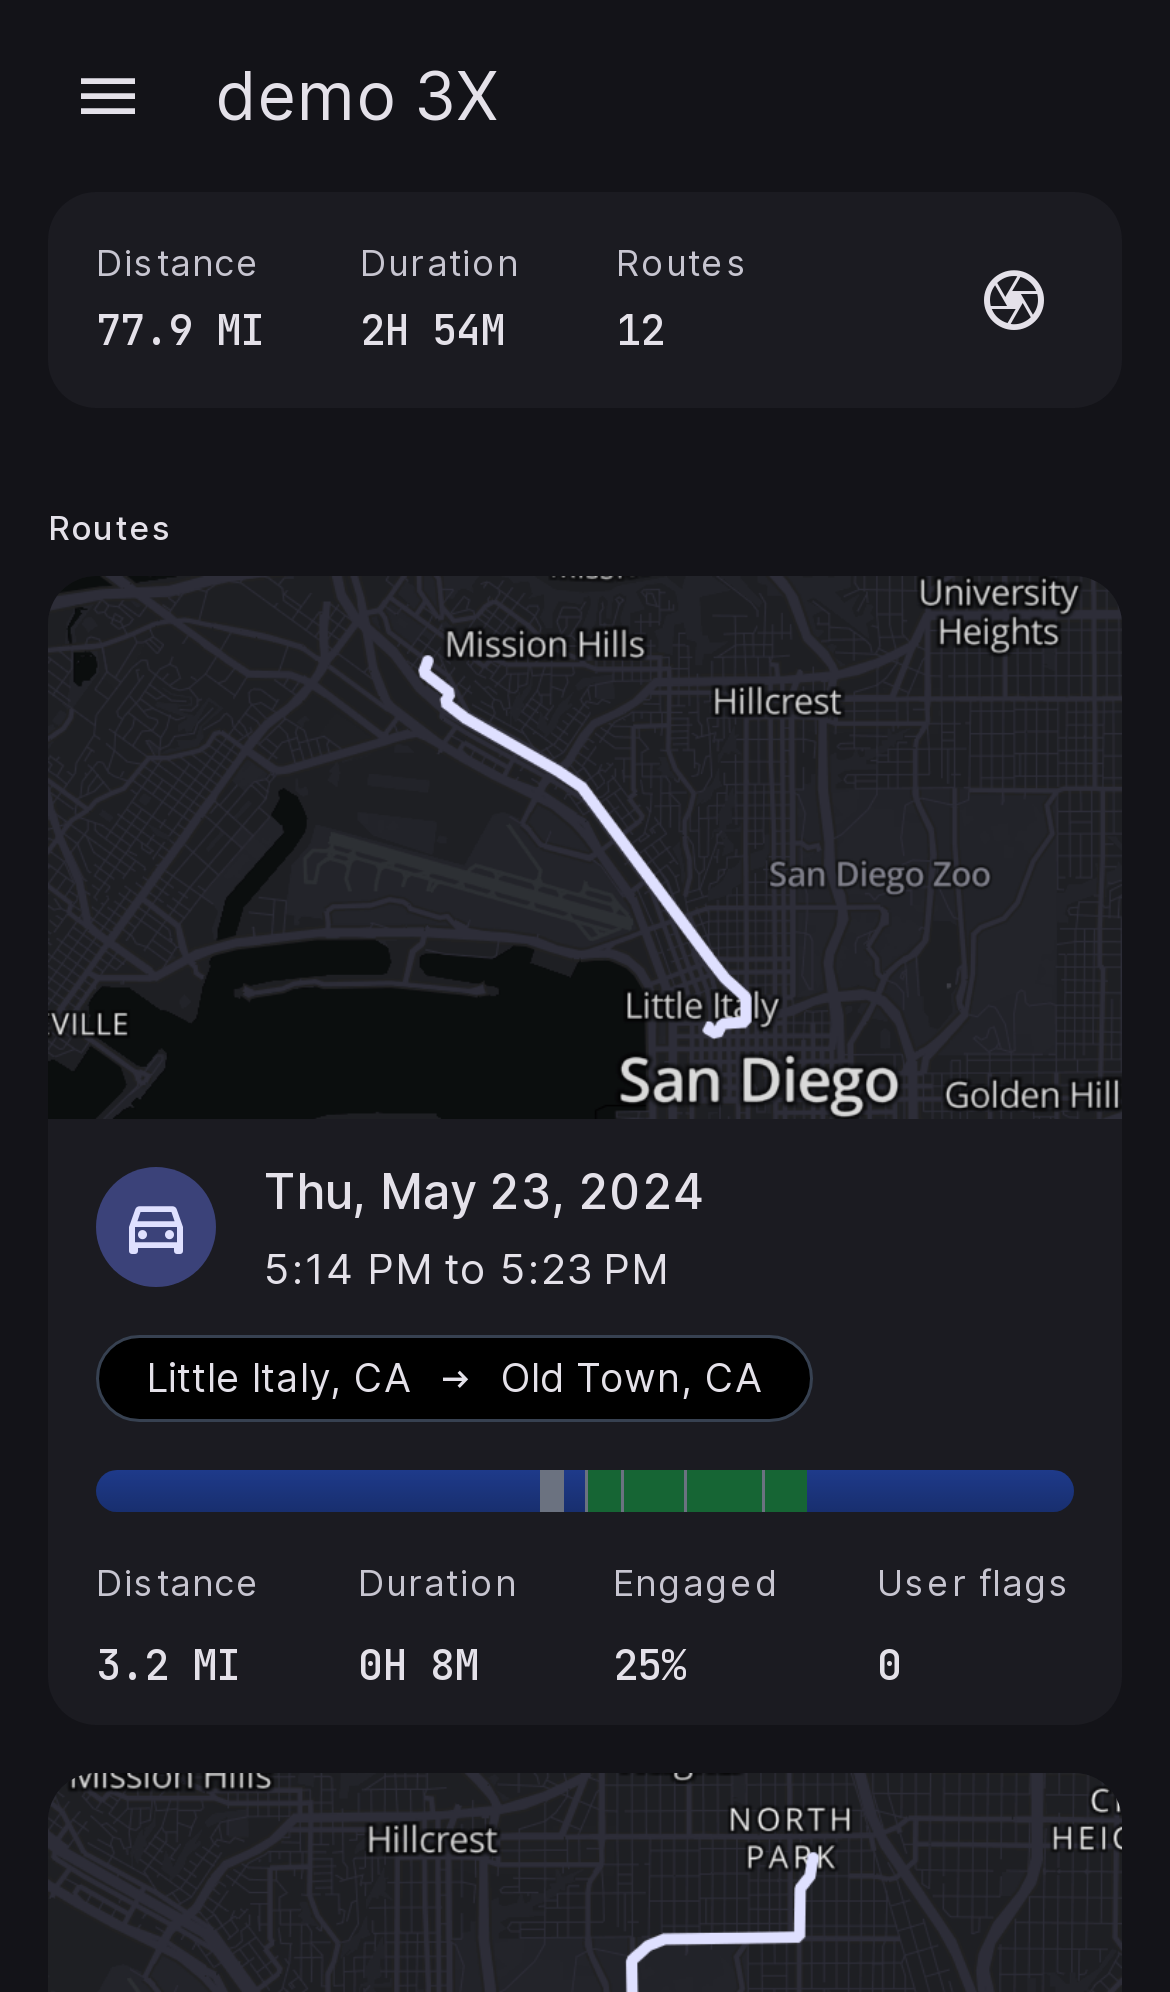 demo 3X
Distance Duration Routes
77.9 MI 2H 54M 12
Routes
University
Heights
Mission Hills
Hillcrest
San Diego Zoo
Little Italy
VILLE
San Diego
Golden Hill
Thu, May 23, 2024
5:14 PM to 5:23 PM
Little Italy, CA → Old Town, CA
Distance Duration Engaged User flags
3.2 MI 0H 8M 25% 0
Mission Hills
NORTH
PARK
Hillcrest